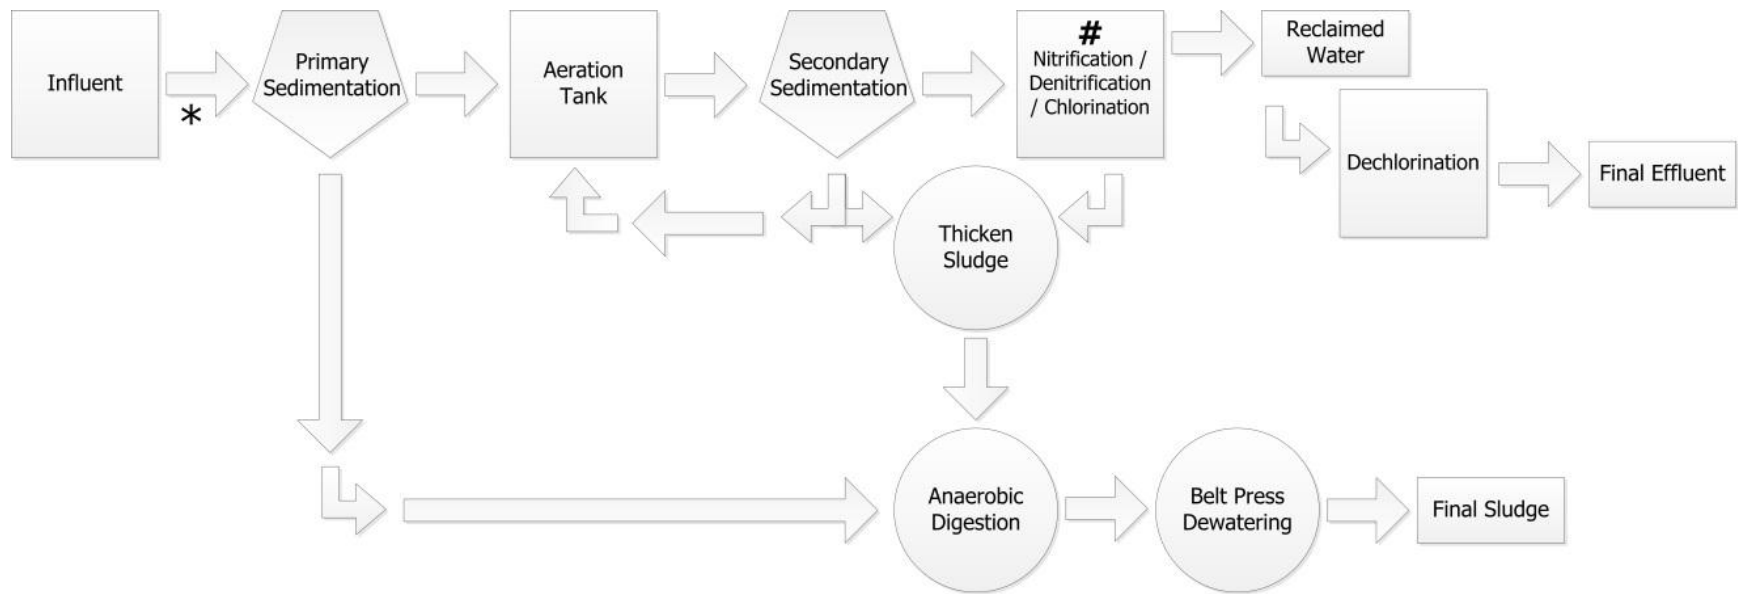 Influent
*
Primary
Sedimentation
Aeration
Tank
Secondary
Sedimentation
#
Nitrification /
Denitrification
/ Chlorination
Reclaimed
Water
Dechlorination
Final Effluent
Thicken
Sludge
Anaerobic
Digestion
Belt Press
Dewatering
Final Sludge